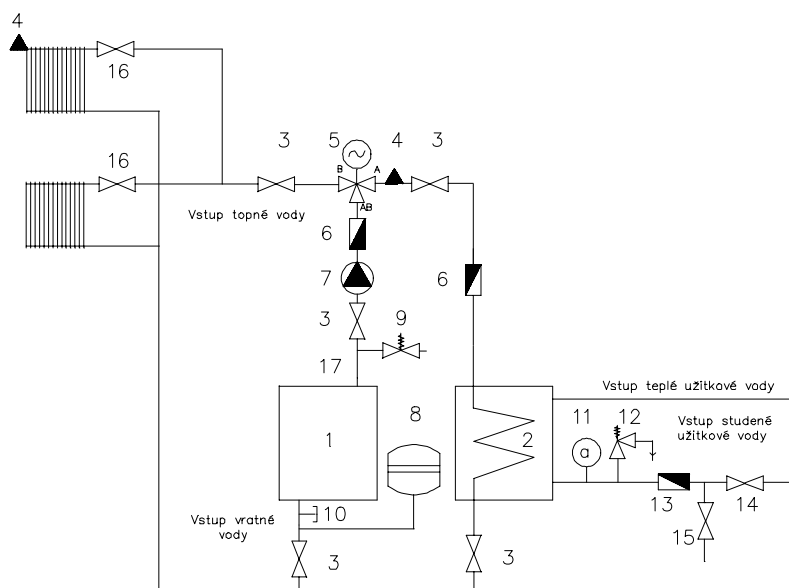 4
16
16
3
5
4
3
B
A
AB
Vstup topné vody
6
7
6
3
9
17
Vstup teplé užitkové vody
8
11
12
Vstup studené
užitkové vody
1
2
a
13
14
10
Vstup vratné
vody
15
3
3